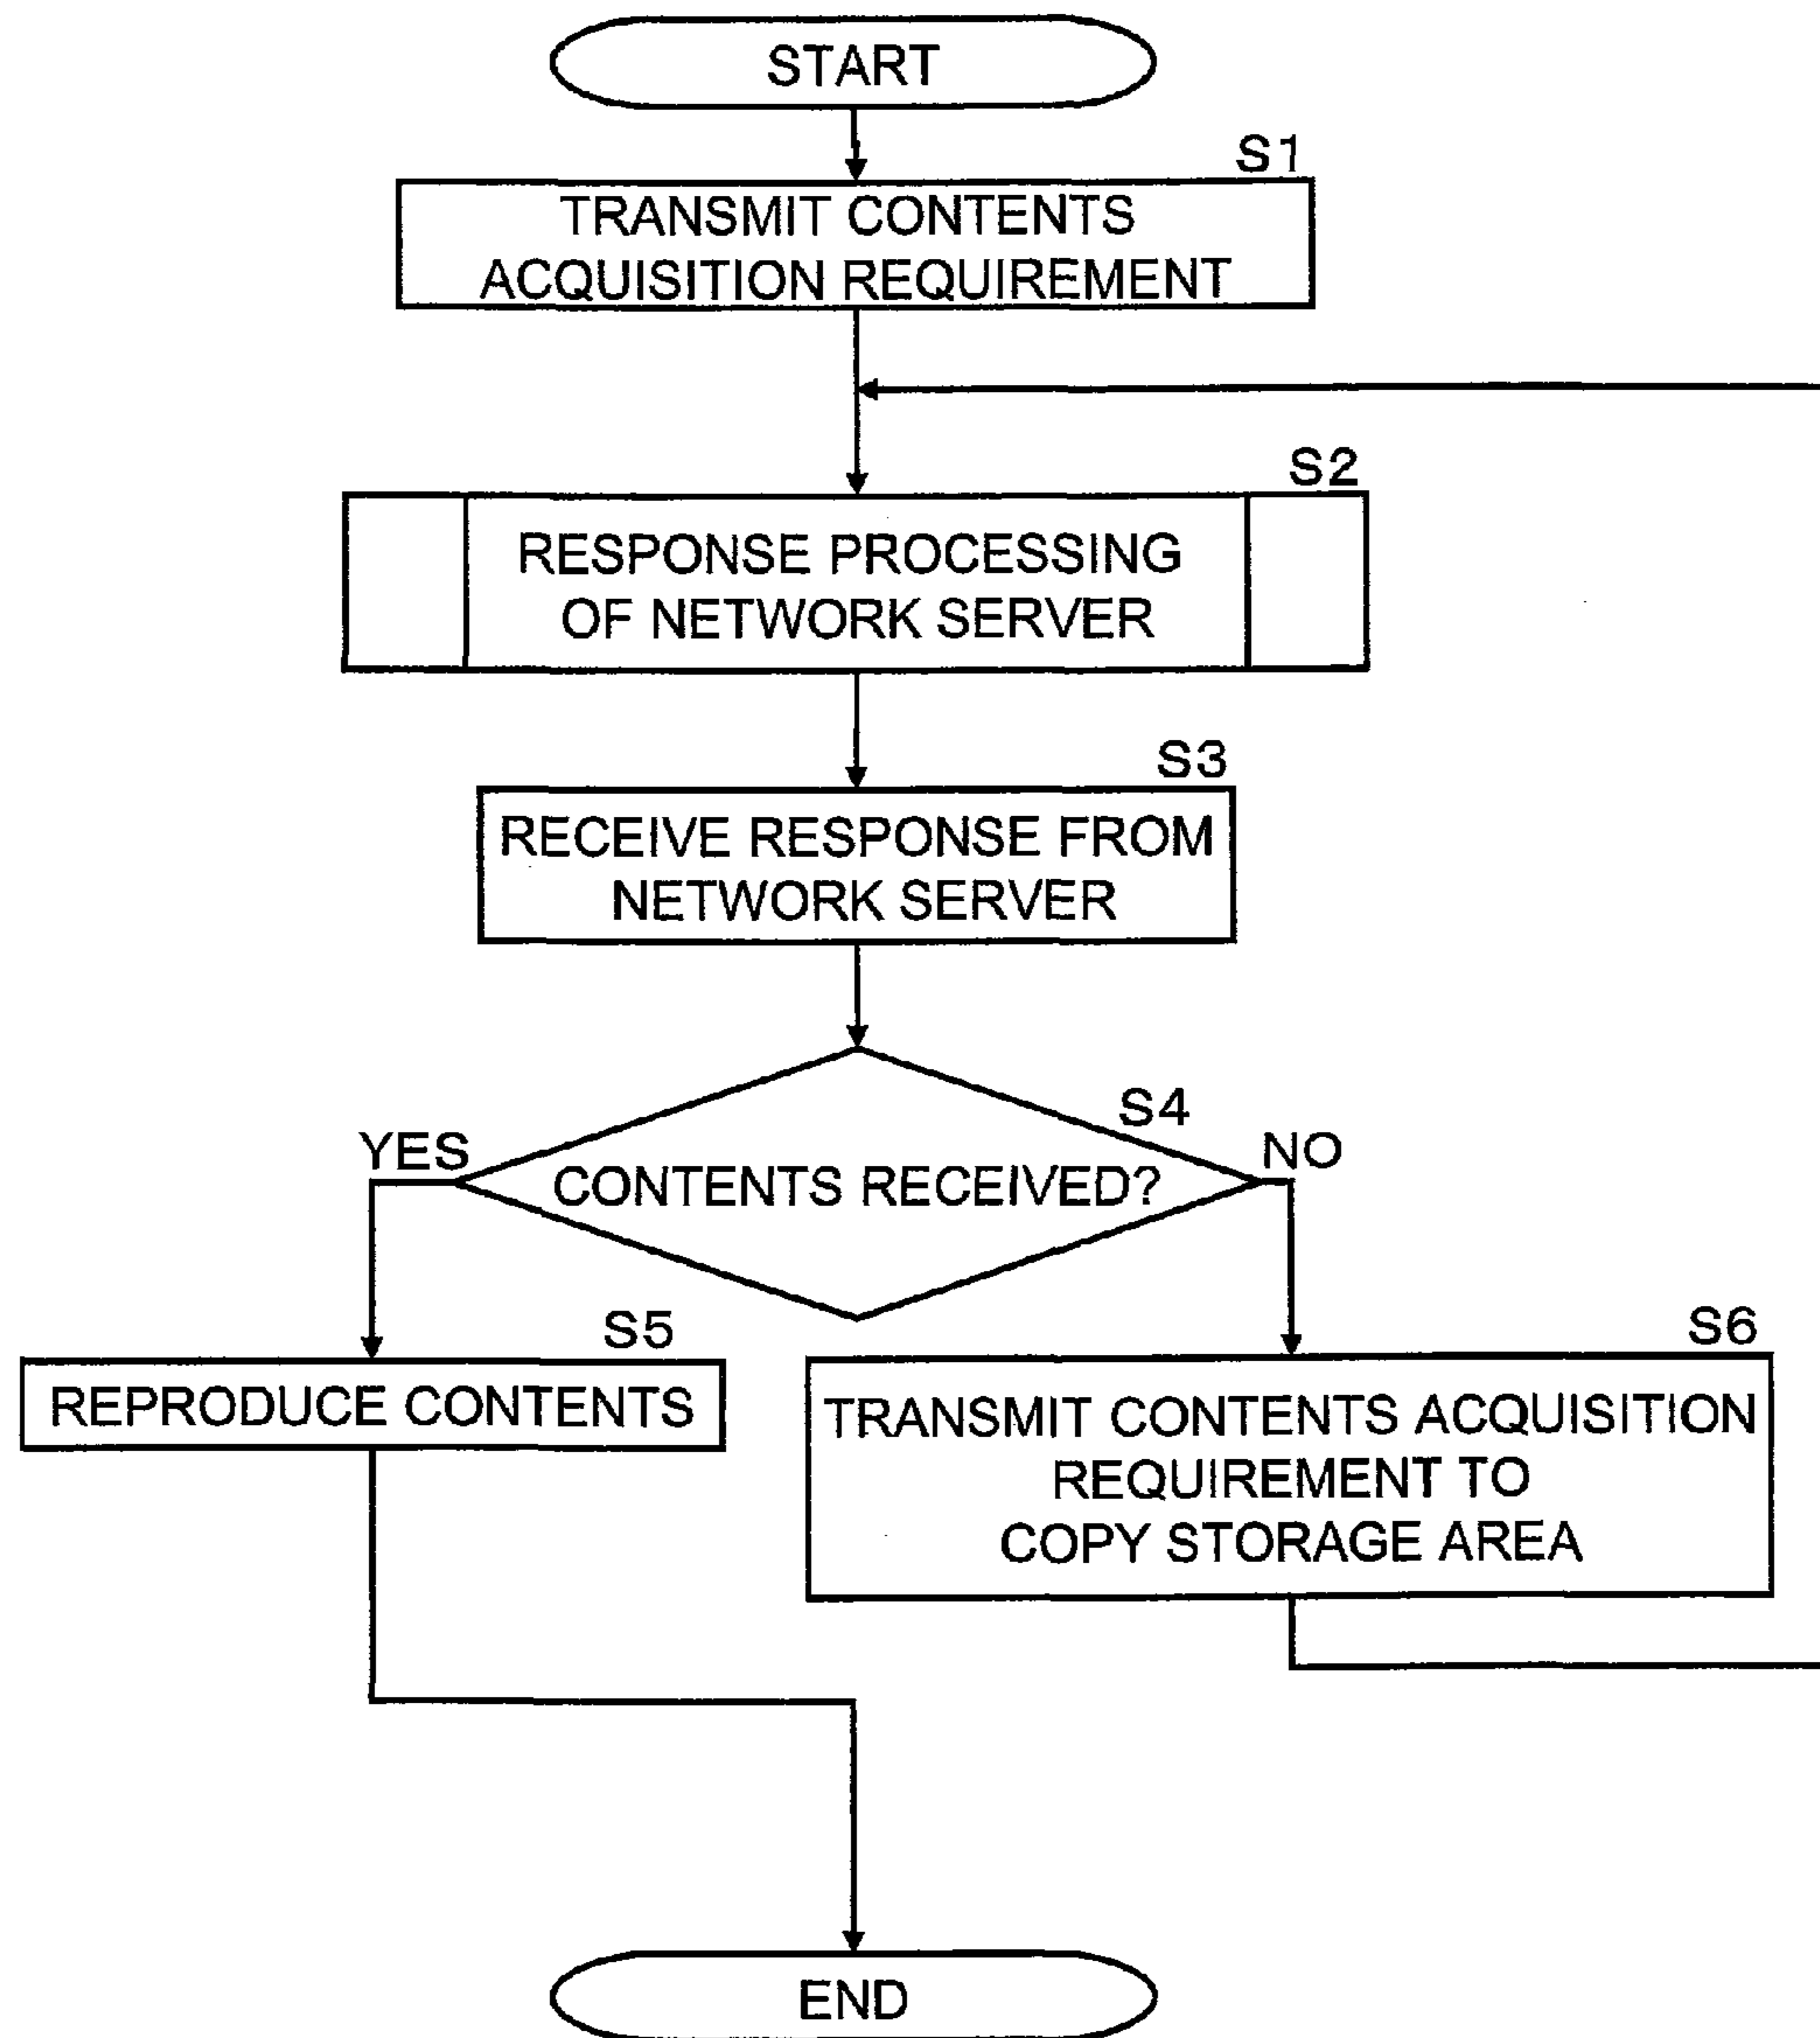 START
S1
TRANSMIT CONTENTS
ACQUISITION REQUIREMENT
S2
RESPONSE PROCESSING
OF NETWORK SERVER
S3
RECEIVE RESPONSE FROM
NETWORK SERVER
S4
YES
NO
CONTENTS RECEIVED?
S5
REPRODUCE CONTENTS
S6
TRANSMIT CONTENTS ACQUISITION
REQUIREMENT TO
COPY STORAGE AREA
END